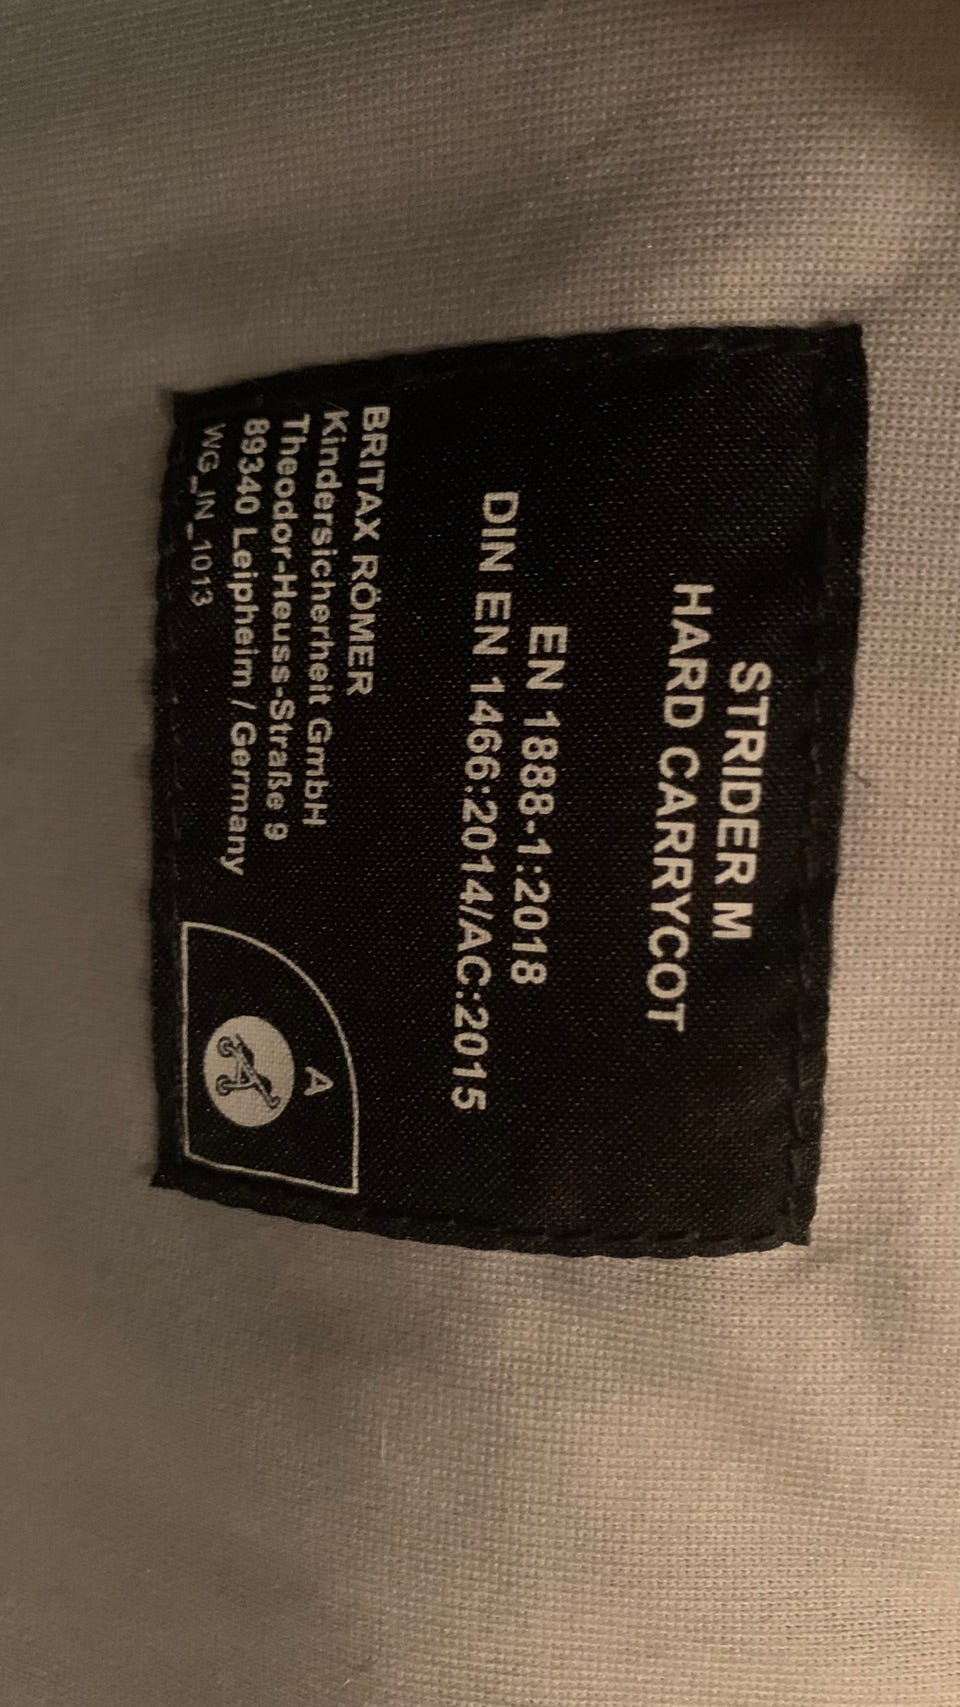 STRIDER M
HARD CARRYCOT
EN 1888-1:2018
DIN EN 1466:2014/AC:2015
BRITAX RÖMER
Kindersicherheit GmbH
Theodor-Heuss-Straße 9
89340 Leipheim / Germany
WG_IN_1013
A